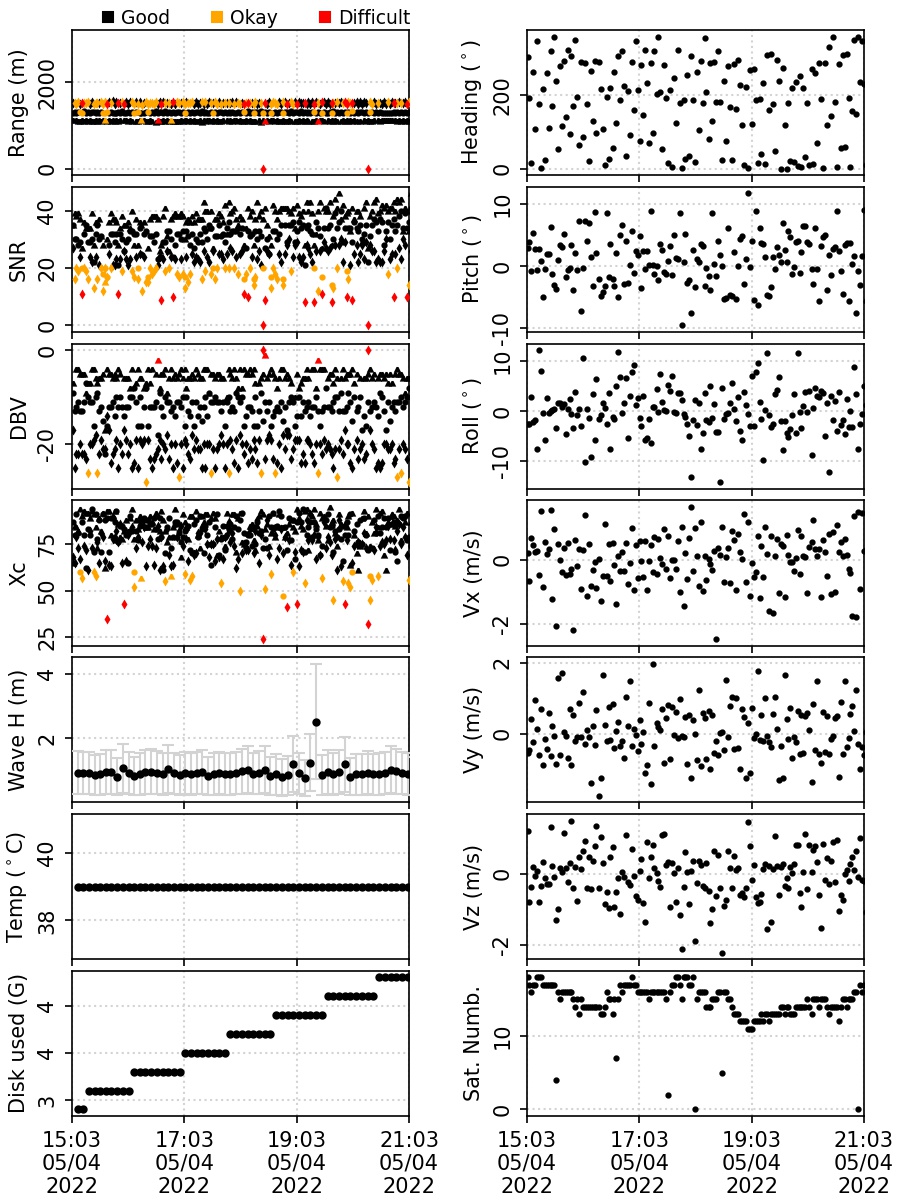 Good Okay Difficult
Range (m)
2000
0
Heading (°)
200
0
SNR
40
20
0
Pitch (°)
10
0
-10
DBV
0
-20
Roll (°)
10
0
-10
Xc
75
50
25
Vx (m/s)
0
-2
Wave H (m)
4
2
Vy (m/s)
2
0
Temp (°C)
40
38
Vz (m/s)
0
-2
Disk used (G)
4
4
3
Sat. Numb.
10
0
15:03 17:03 19:03 21:03
05/04 05/04 05/04 05/04
2022 2022 2022 2022
15:03 17:03 19:03 21:03
05/04 05/04 05/04 05/04
2022 2022 2022 2022